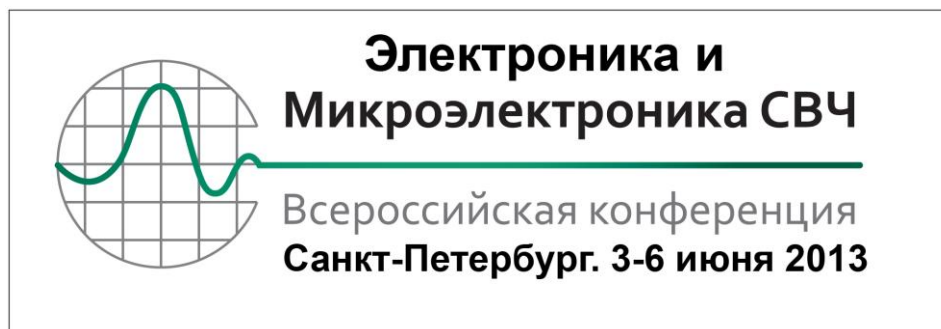 Электроника и
Микроэлектроника СВЧ
Всероссийская конференция
Санкт-Петербург. 3-6 июня 2013